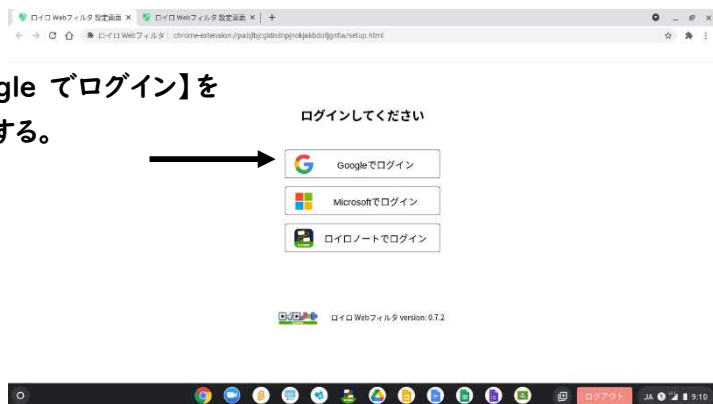 ロイロ Webフィルタ 設定画面
ロイロ Webフィルタ 設定画面
ロイロ Webフィルタ | chrome-extension://pabjbjcgldndnpjnokjakbdofjjgnfia/setup.html
gle でログイン】を
する。
ログインしてください
Googleでログイン
Microsoftでログイン
ロイロノートでログイン
ロイロ Webフィルタ version: 0.7.2
ログアウト JA 9:10